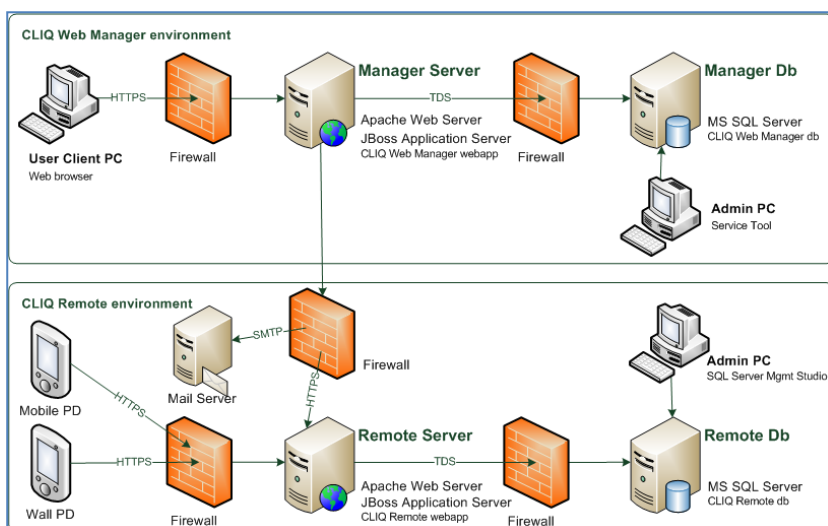 CLIQ Web Manager environment
HTTPS
User Client PC
Web browser
Firewall
Manager Server
Apache Web Server
JBoss Application Server
CLIQ Web Manager webapp
TDS
Firewall
Manager Db
MS SQL Server
CLIQ Web Manager db
Admin PC
Service Tool
CLIQ Remote environment
SMTP
Mail Server
Firewall
HTTPS
Admin PC
SQL Server Mgmt Studio
Mobile PD
HTTPS
Wall PD
HTTPS
Firewall
Remote Server
Apache Web Server
JBoss Application Server
CLIQ Remote webapp
TDS
Firewall
Remote Db
MS SQL Server
CLIQ Remote db